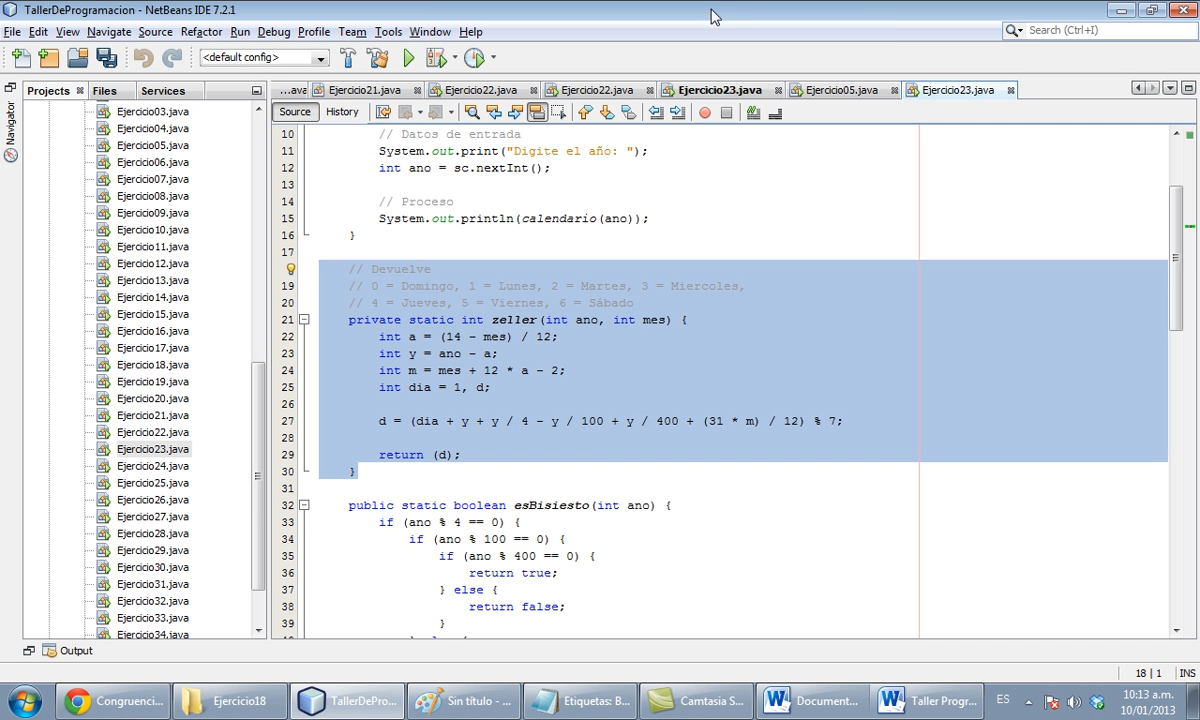 TallerDeProgramacion - NetBeans IDE 7.2.1
File Edit View Navigate Source Refactor Run Debug Profile Team Tools Window Help
Search (Ctrl+I)
<default config>
Projects Files Services
...ava Ejercicio21.java Ejercicio22.java Ejercicio22.java Ejercicio23.java Ejercicio05.java Ejercicio23.java
Source History
Navigator
Ejercicio03.java
Ejercicio04.java
Ejercicio05.java
Ejercicio06.java
Ejercicio07.java
Ejercicio08.java
Ejercicio09.java
Ejercicio10.java
Ejercicio11.java
Ejercicio12.java
Ejercicio13.java
Ejercicio14.java
Ejercicio15.java
Ejercicio16.java
Ejercicio17.java
Ejercicio18.java
Ejercicio19.java
Ejercicio20.java
Ejercicio21.java
Ejercicio22.java
Ejercicio23.java
Ejercicio24.java
Ejercicio25.java
Ejercicio26.java
Ejercicio27.java
Ejercicio28.java
Ejercicio29.java
Ejercicio30.java
Ejercicio31.java
Ejercicio32.java
Ejercicio33.java
Ejercicio34.java
10 // Datos de entrada
11 System.out.print("Digite el año: ");
12 int ano = sc.nextInt();
13
14 // Proceso
15 System.out.println(calendario(ano));
16 }
17
// Devuelve
19 // 0 = Domingo, 1 = Lunes, 2 = Martes, 3 = Miercoles,
20 // 4 = Jueves, 5 = Viernes, 6 = Sábado
21 private static int zeller(int ano, int mes) {
22 int a = (14 - mes) / 12;
23 int y = ano - a;
24 int m = mes + 12 * a - 2;
25 int dia = 1, d;
26
27 d = (dia + y + y / 4 - y / 100 + y / 400 + (31 * m) / 12) % 7;
28
29 return (d);
30 }
31
32 public static boolean esBisiesto(int ano) {
33 if (ano % 4 == 0) {
34 if (ano % 100 == 0) {
35 if (ano % 400 == 0) {
36 return true;
37 } else {
38 return false;
39 }
Output
18 | 1 INS
Congruenci... Ejercicio18 TallerDePro... Sin título - ... Etiquetas: B... Camtasia S... Document... Taller Progr... ES
10:13 a.m.
10/01/2013